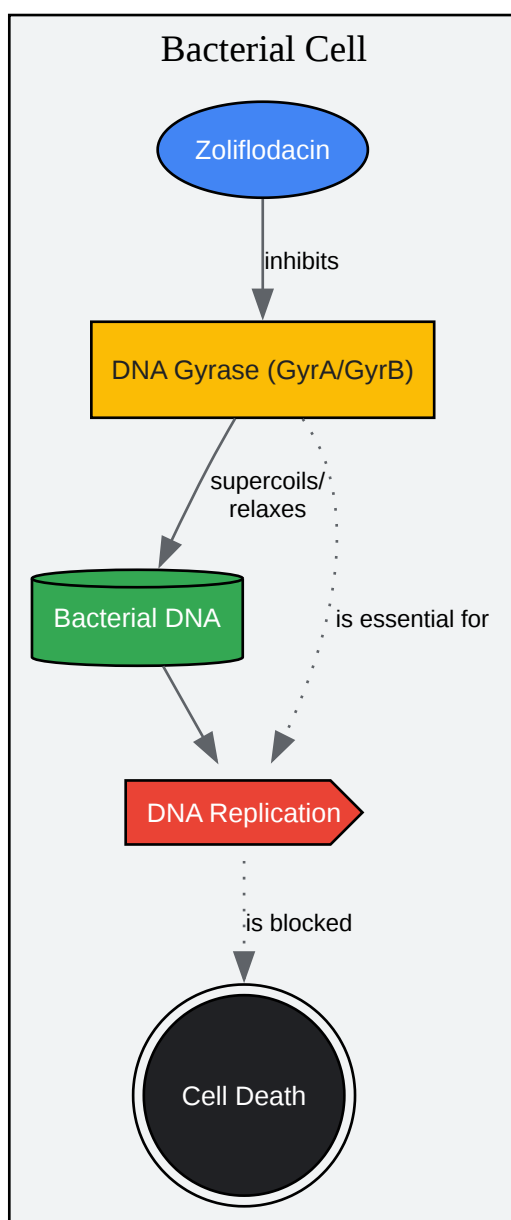 Bacterial Cell
Zoliflodacin
inhibits
DNA Gyrase (GyrA/GyrB)
supercoils/
relaxes
Bacterial DNA
is essential for
DNA Replication
is blocked
Cell Death